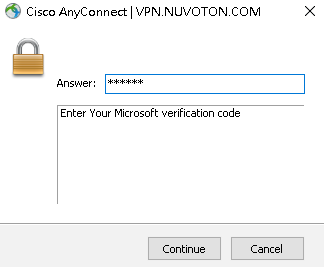 Cisco AnyConnect | VPN.NUVOTON.COM
Answer: ******
Enter Your Microsoft verification code
Continue Cancel